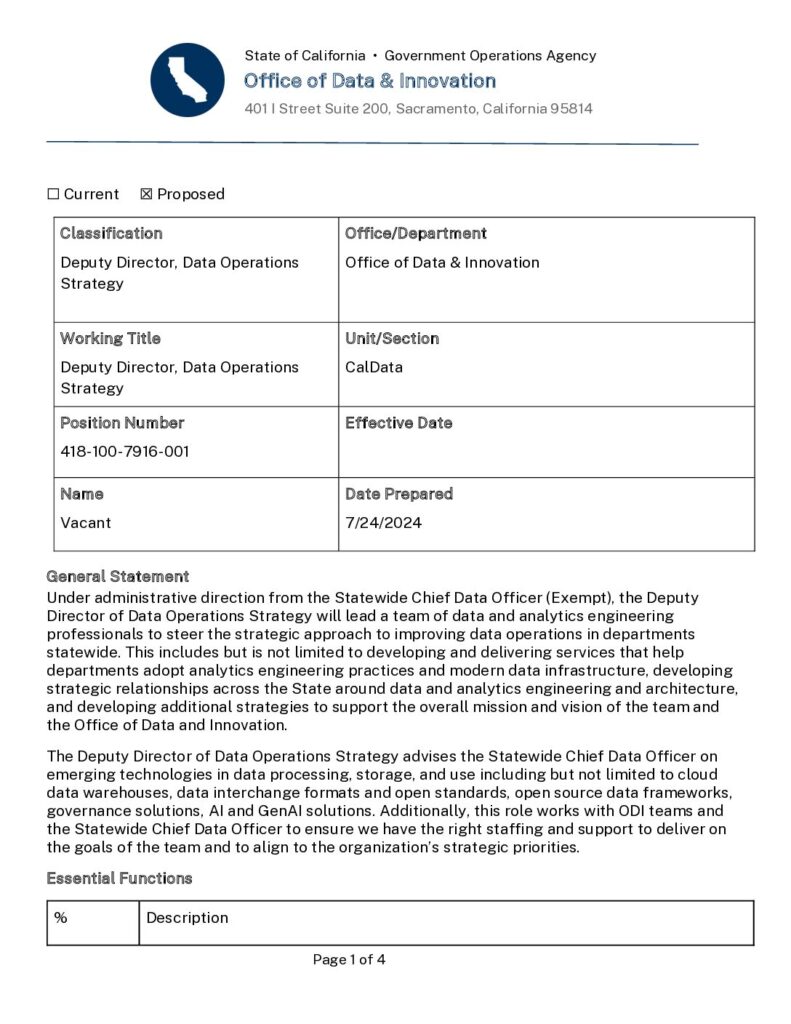 State of California • Government Operations Agency
Office of Data & Innovation
401 I Street Suite 200, Sacramento, California 95814
☐ Current ☒ Proposed
Classification
Deputy Director, Data Operations
Strategy
Office/Department
Office of Data & Innovation
Working Title
Deputy Director, Data Operations
Strategy
Unit/Section
CalData
Position Number
418-100-7916-001
Effective Date
Name
Vacant
Date Prepared
7/24/2024
General Statement
Under administrative direction from the Statewide Chief Data Officer (Exempt), the Deputy
Director of Data Operations Strategy will lead a team of data and analytics engineering
professionals to steer the strategic approach to improving data operations in departments
statewide. This includes but is not limited to developing and delivering services that help
departments adopt analytics engineering practices and modern data infrastructure, developing
strategic relationships across the State around data and analytics engineering and architecture,
and developing additional strategies to support the overall mission and vision of the team and
the Office of Data and Innovation.
The Deputy Director of Data Operations Strategy advises the Statewide Chief Data Officer on
emerging technologies in data processing, storage, and use including but not limited to cloud
data warehouses, data interchange formats and open standards, open source data frameworks,
governance solutions, AI and GenAI solutions. Additionally, this role works with ODI teams and
the Statewide Chief Data Officer to ensure we have the right staffing and support to deliver on
the goals of the team and to align to the organization's strategic priorities.
Essential Functions
% Description
Page 1 of 4